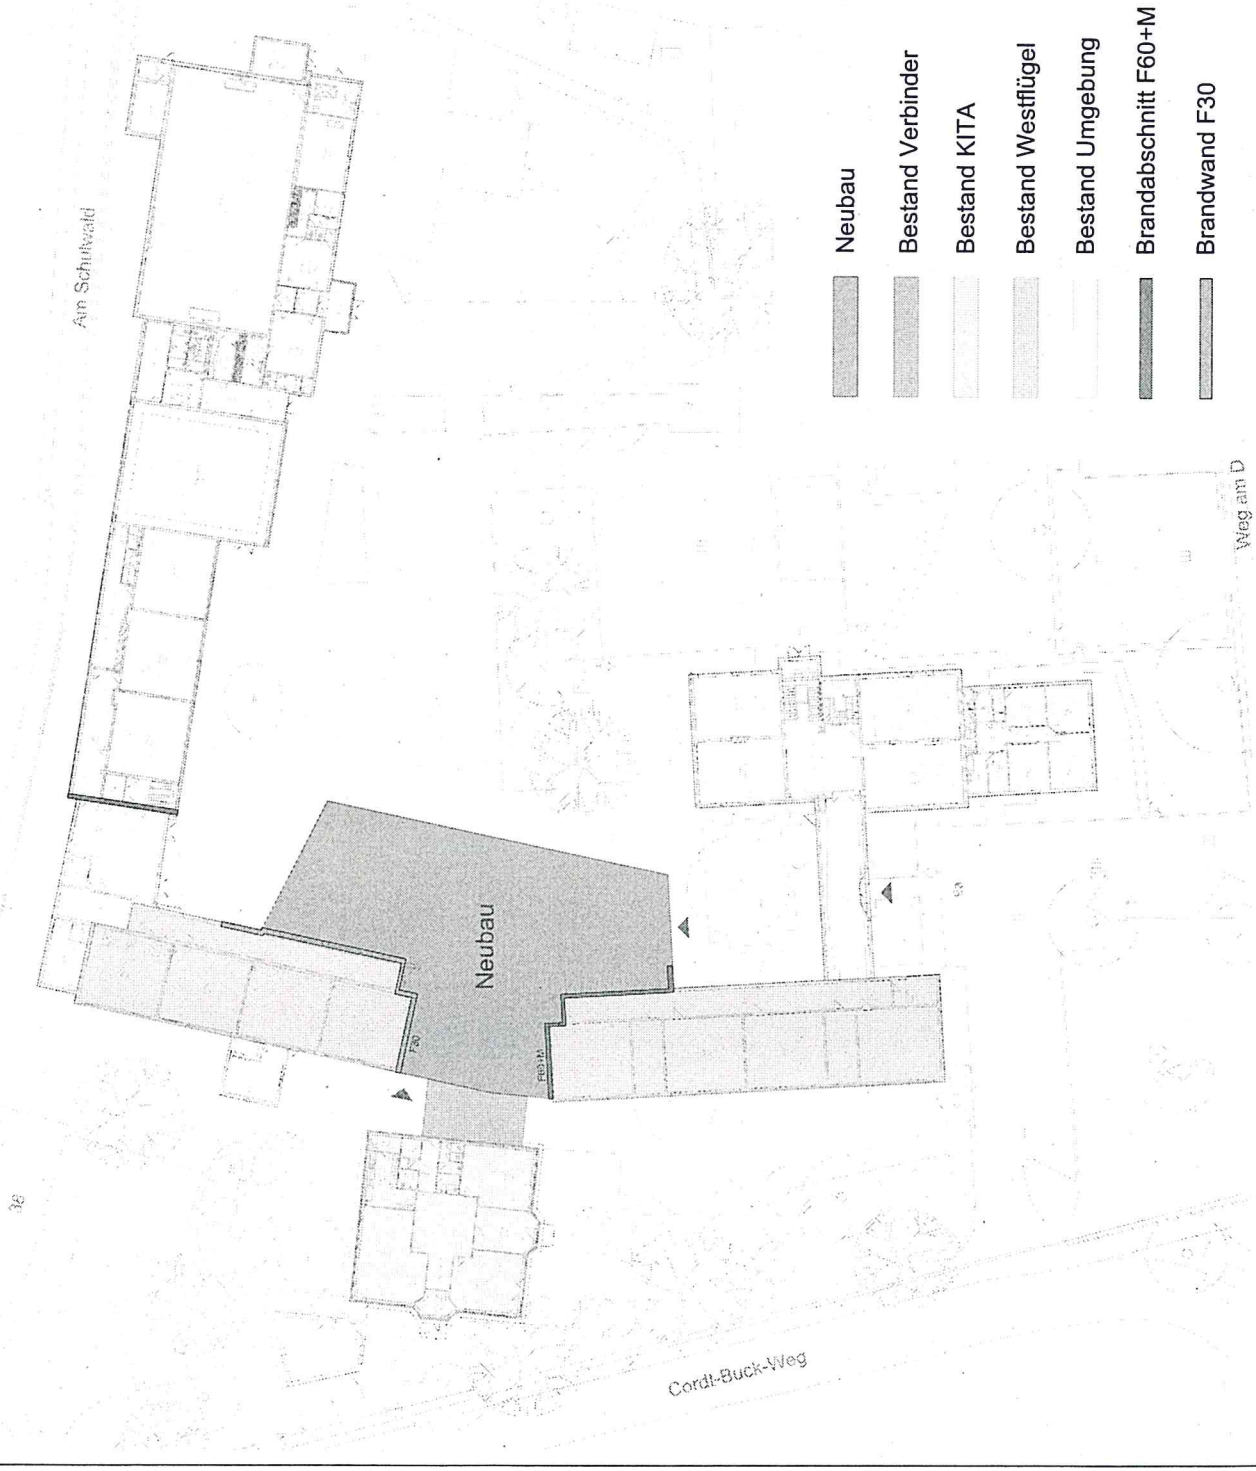 Am Schulwald
Neubau
F30
F60+M
36
Cordt-Buck-Weg
Weg am D
Neubau
Bestand Verbinder
Bestand KITA
Bestand Westflügel
Bestand Umgebung
Brandabschnitt F60+M
Brandwand F30